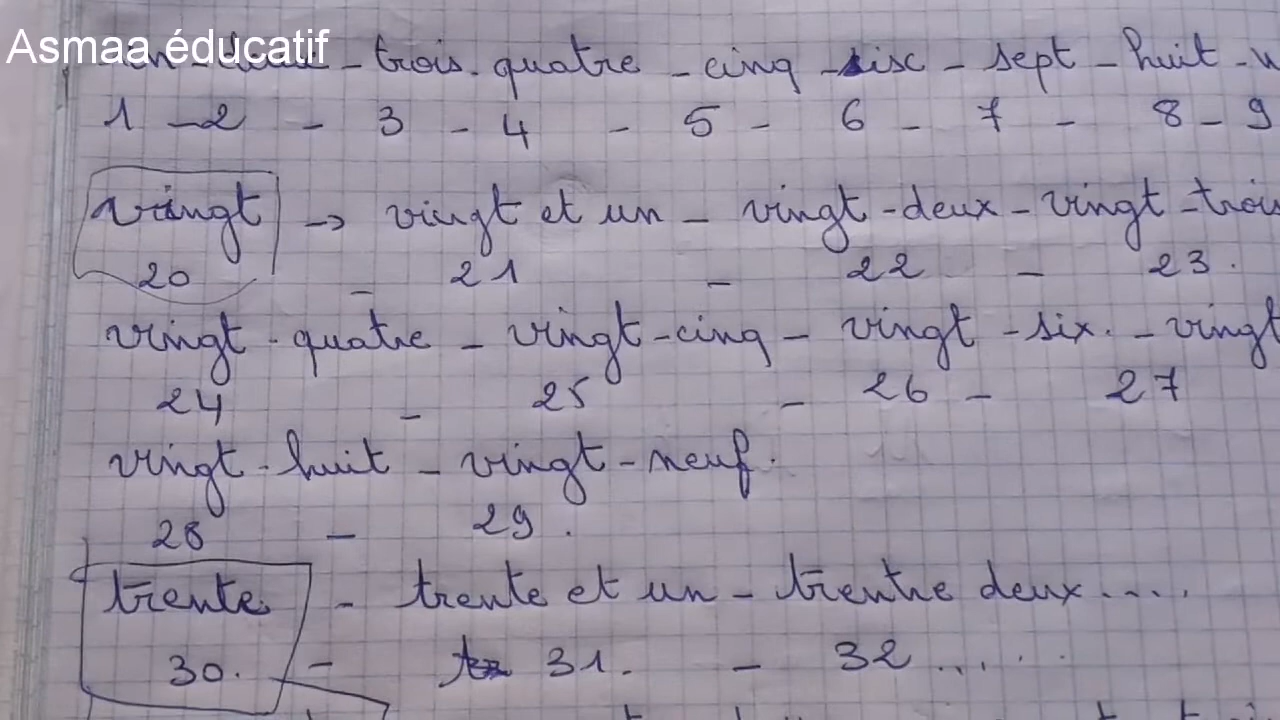 Asmaa éducatif
un - deux - trois - quatre - cinq - sisc - sept - huit -
1 - 2 - 3 - 4 - 5 - 6 - 7 - 8 - 9
vingt → vingt et un - vingt-deux - vingt-trois
20 - 21 - 22 - 23.
vingt-quatre - vingt-cinq - vingt-six. - vingt
24 - 25 - 26 - 27
vingt-huit - vingt-neuf.
28 - 29.
trente - trente et un - trentre deux....
30. - 31. - 32......